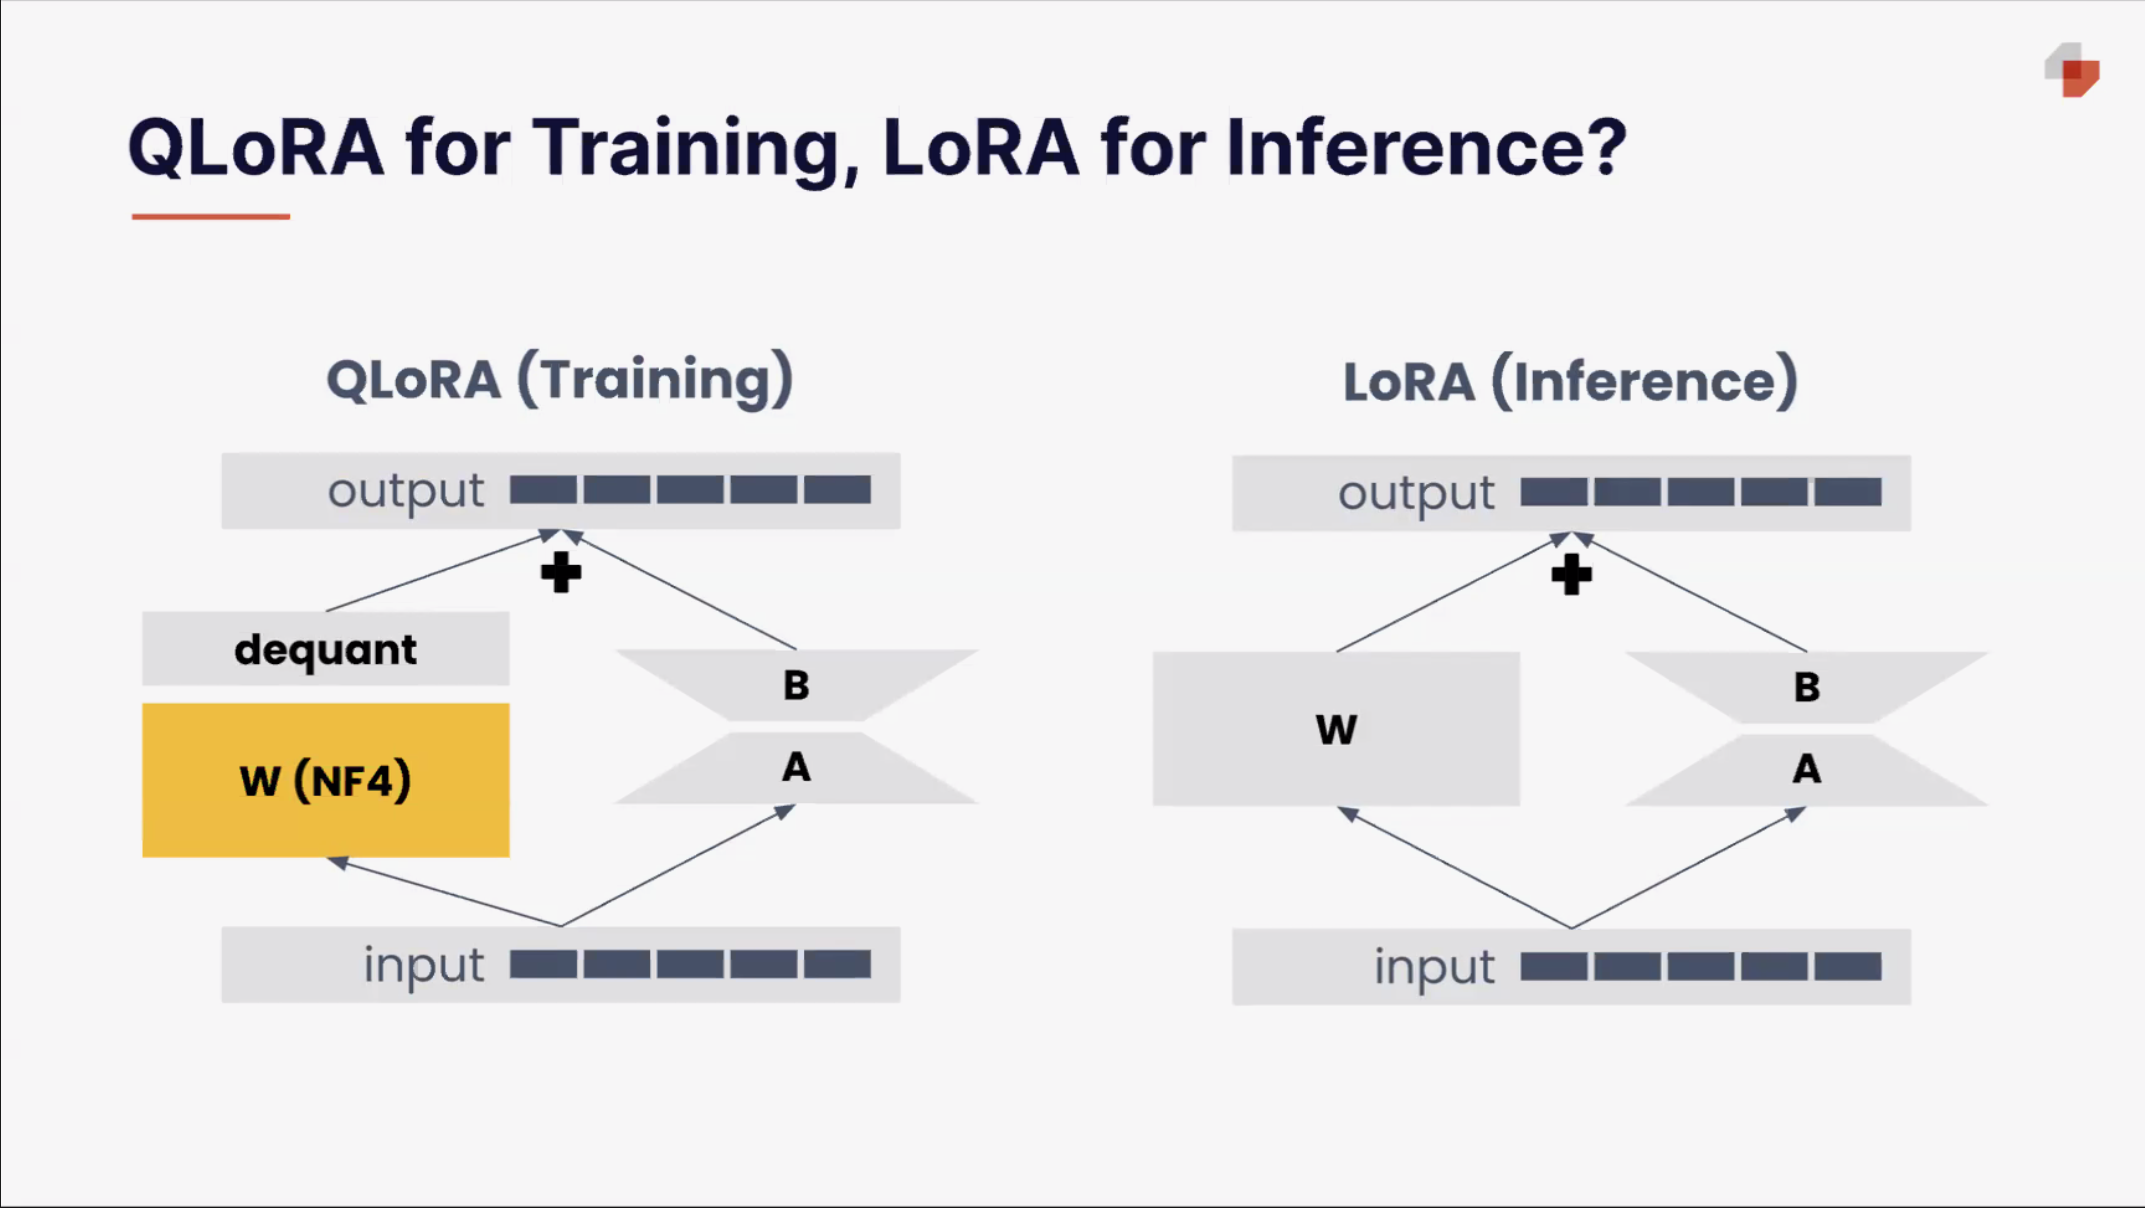 QLoRA for Training, LoRA for Inference?
QLoRA (Training)
output
dequant
B
W (NF4)
A
input
LoRA (Inference)
output
B
W
A
input